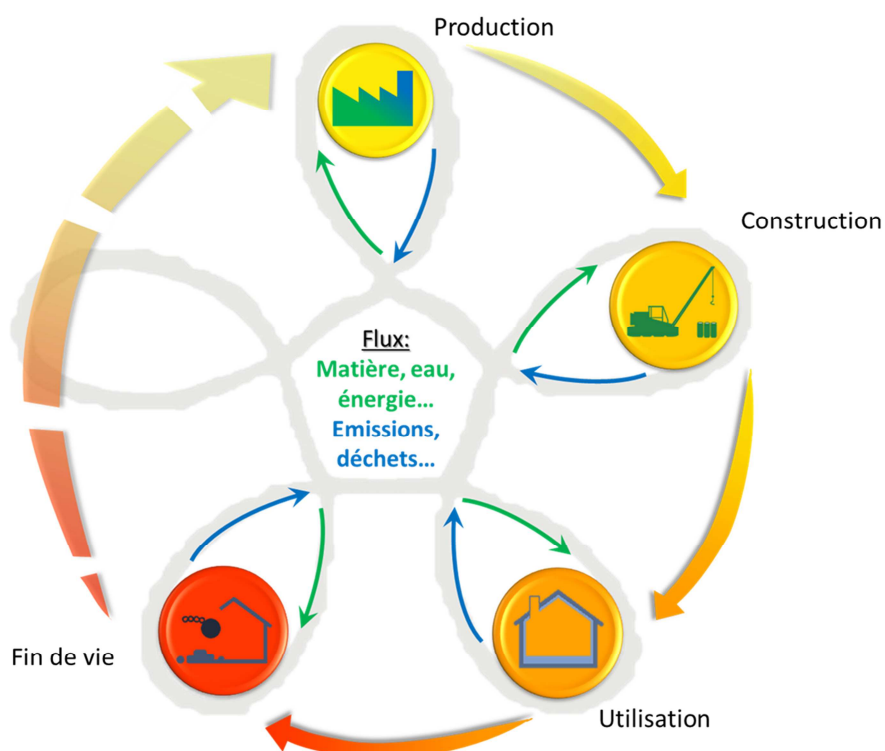 Production
Construction
Flux:
Matière, eau,
énergie...
Emissions,
déchets...
Fin de vie
Utilisation